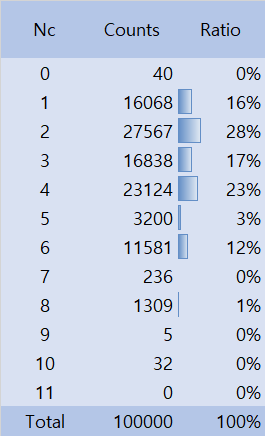 Nc Counts Ratio
0 40 0%
1 16068 16%
2 27567 28%
3 16838 17%
4 23124 23%
5 3200 3%
6 11581 12%
7 236 0%
8 1309 1%
9 5 0%
10 32 0%
11 0 0%
Total 100000 100%